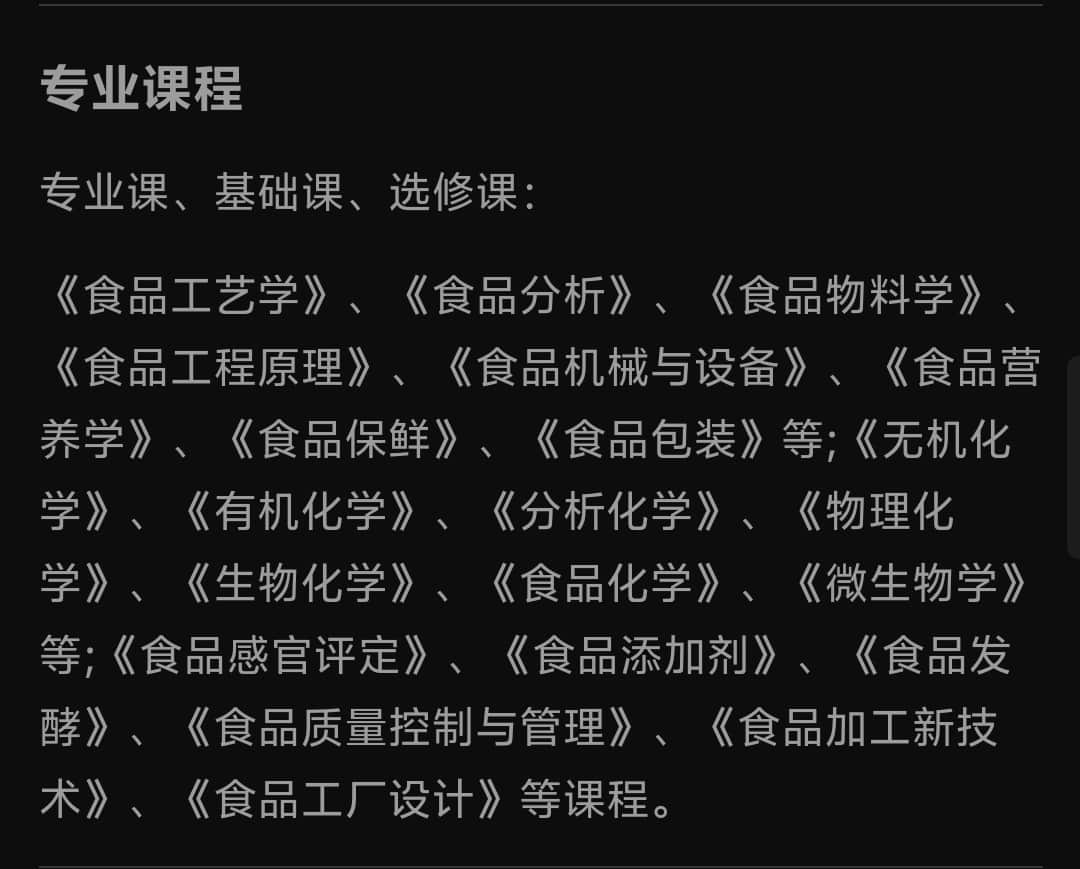 专业课程
专业课、基础课、选修课：
《食品工艺学》、《食品分析》、《食品物料学》、
《食品工程原理》、《食品机械与设备》、《食品营
养学》、《食品保鲜》、《食品包装》等;《无机化
学》、《有机化学》、《分析化学》、《物理化
学》、《生物化学》、《食品化学》、《微生物学》
等;《食品感官评定》、《食品添加剂》、《食品发
酵》、《食品质量控制与管理》、《食品加工新技
术》、《食品工厂设计》等课程。